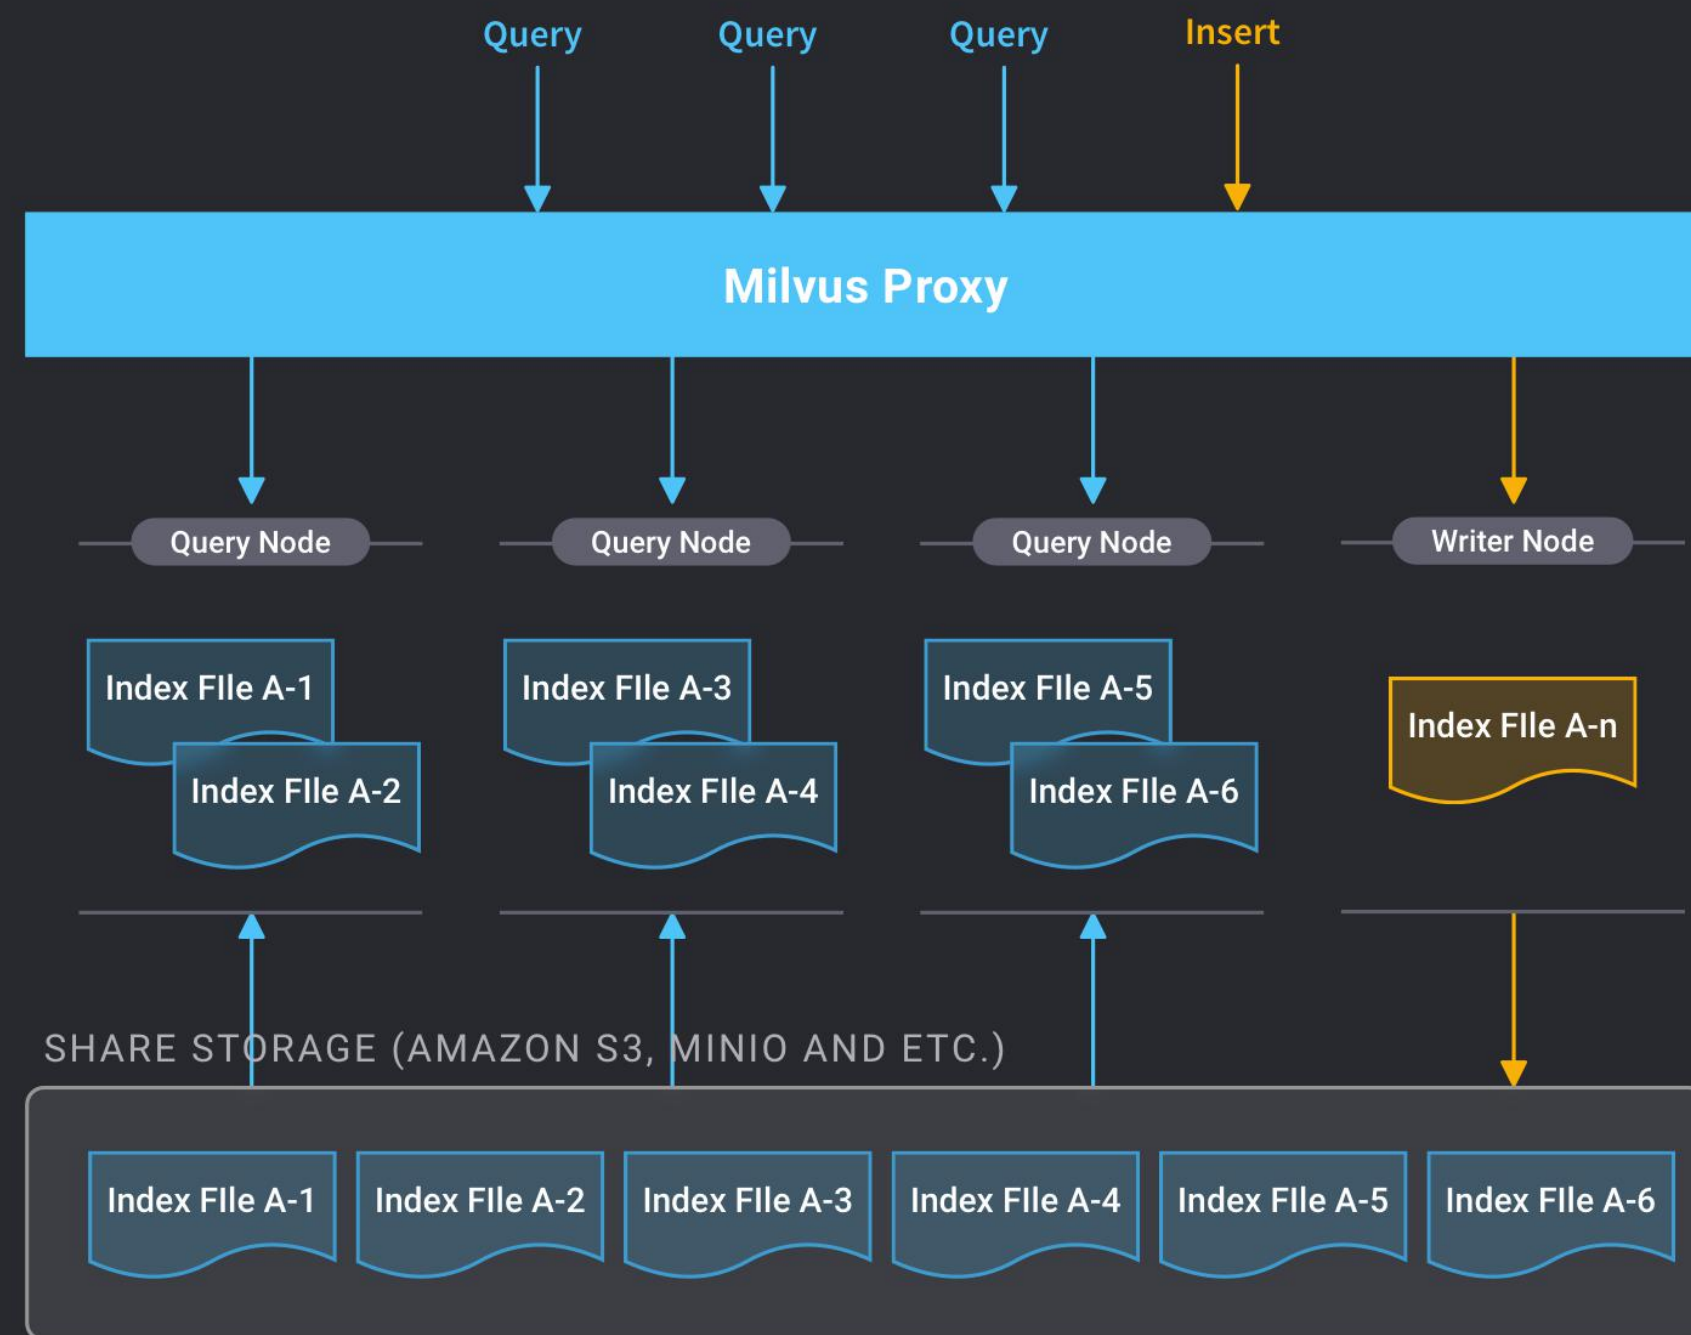 Query Query Query Insert
Milvus Proxy
Query Node Query Node Query Node Writer Node
Index FIle A-1 Index FIle A-3 Index FIle A-5 Index FIle A-n
Index FIle A-2 Index FIle A-4 Index FIle A-6
SHARE STORAGE (AMAZON S3, MINIO AND ETC.)
Index FIle A-1 Index FIle A-2 Index FIle A-3 Index FIle A-4 Index FIle A-5 Index FIle A-6